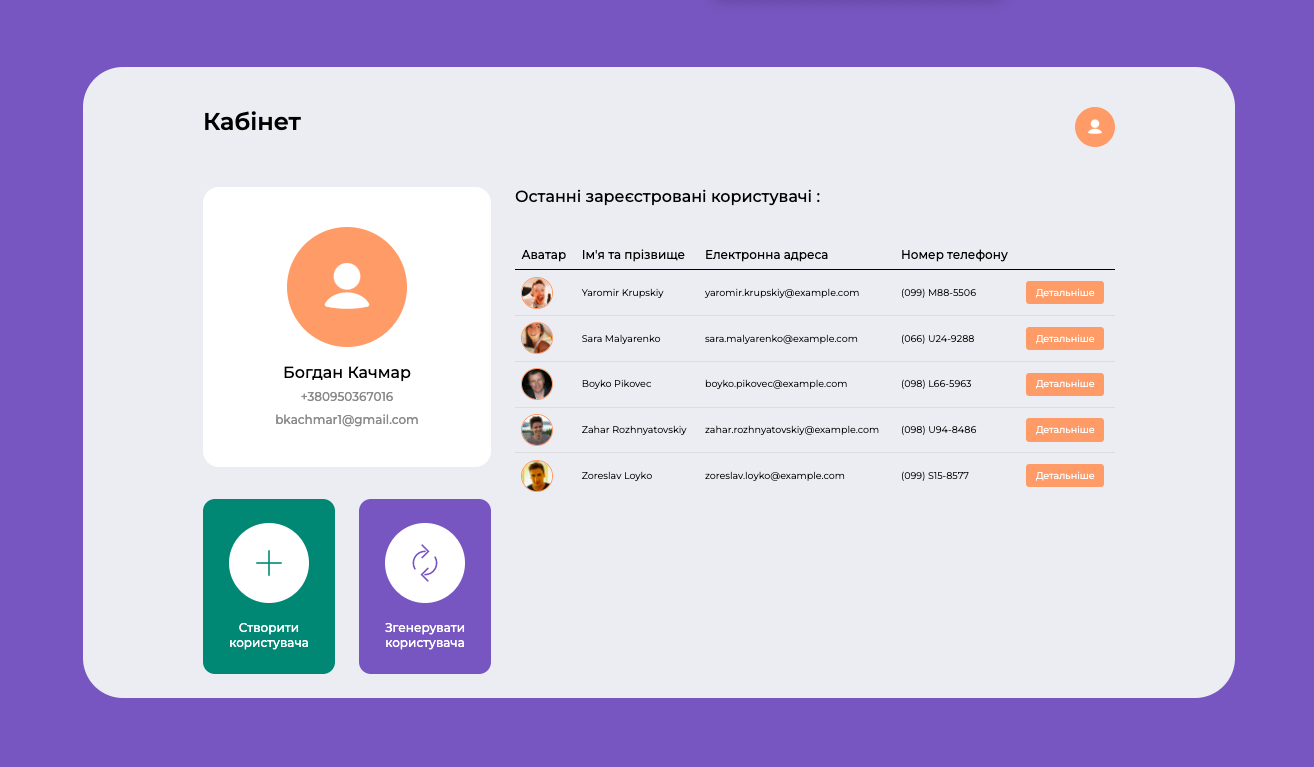 Кабінет
Богдан Качмар
+380950367016
bkachmar1@gmail.com
Створити
користувача
Згенерувати
користувача
Останні зареєстровані користувачі :
Аватар Ім'я та прізвище Електронна адреса Номер телефону
Yaromir Krupskiy yaromir.krupskiy@example.com (099) M88-5506 Детальніше
Sara Malyarenko sara.malyarenko@example.com (066) U24-9288 Детальніше
Boyko Pikovec boyko.pikovec@example.com (098) L66-5963 Детальніше
Zahar Rozhnyatovskiy zahar.rozhnyatovskiy@example.com (098) U94-8486 Детальніше
Zoreslav Loyko zoreslav.loyko@example.com (099) S15-8577 Детальніше